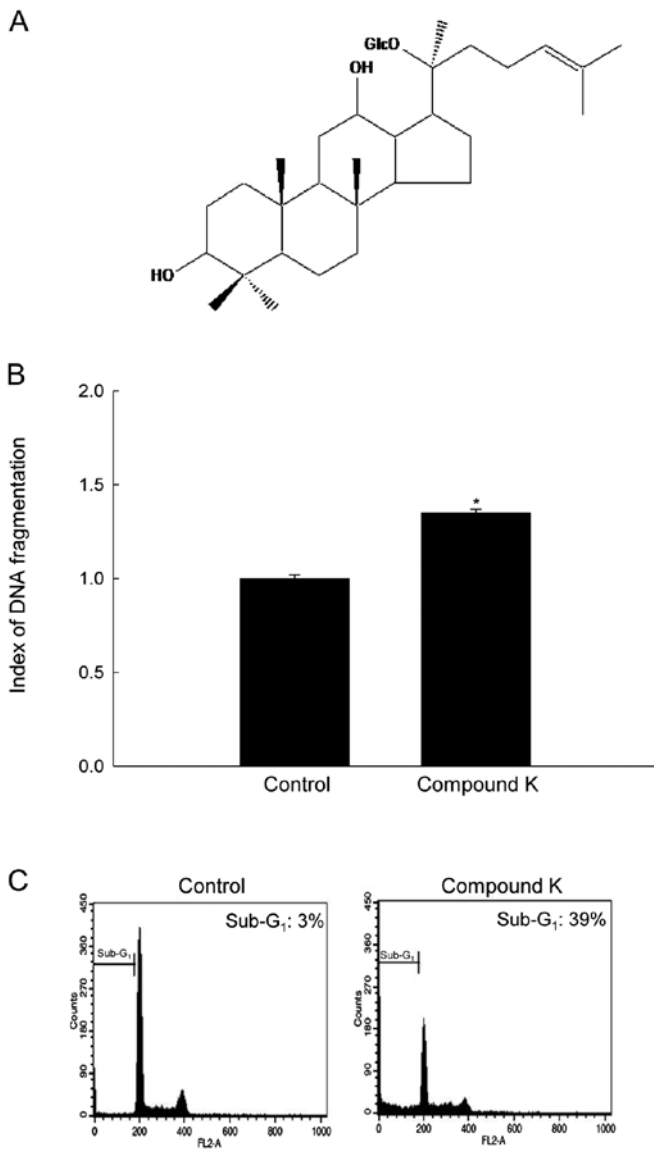 A
GlcO
OH
HO
B
Index of DNA fragmentation
2.0
1.5
1.0
0.5
0.0
*
Control
Compound K
C
Control
Sub-G₁: 3%
Sub-G₁
Counts
450
360
270
180
90
0
0 200 400 600 800 1000
FL2-A
Compound K
Sub-G₁: 39%
Sub-G₁
Counts
450
360
270
180
90
0
0 200 400 600 800 1000
FL2-A